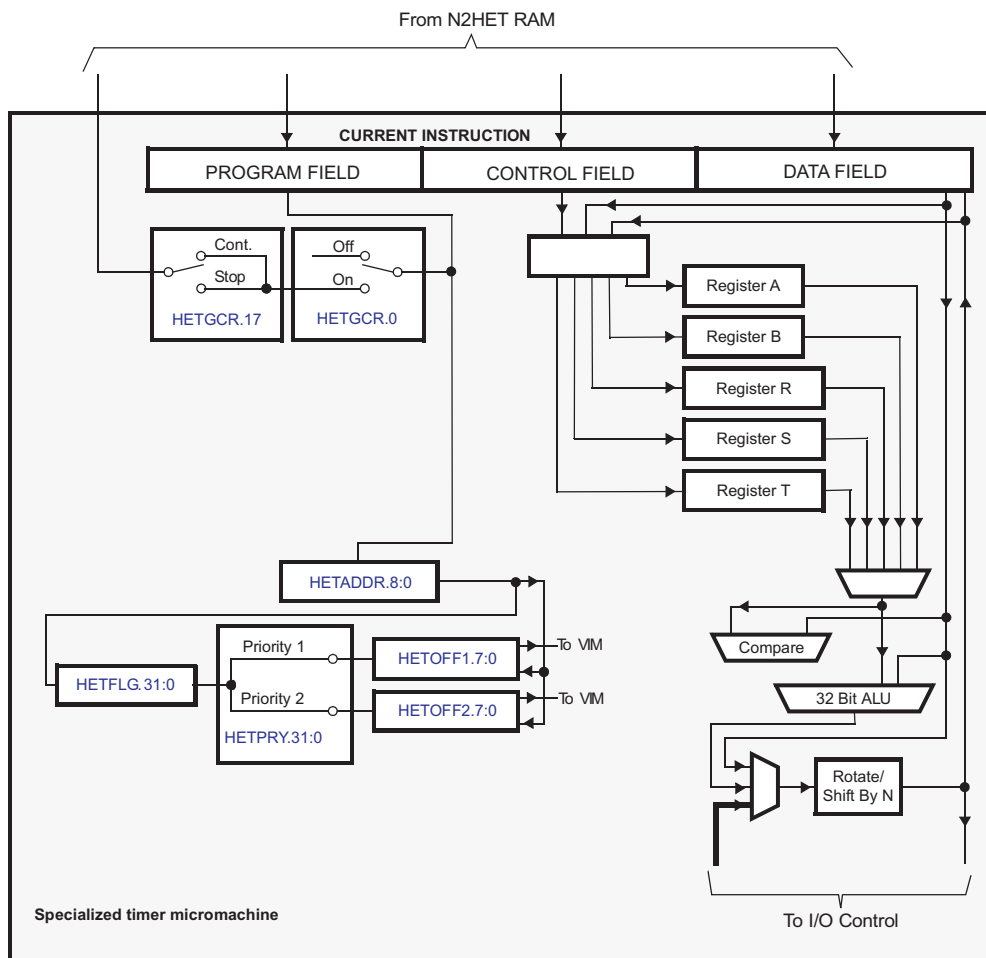 From N2HET RAM
CURRENT INSTRUCTION
PROGRAM FIELD
CONTROL FIELD
DATA FIELD
Cont.
Stop
HETGCR.17
Off
On
HETGCR.0
Register A
Register B
Register R
Register S
Register T
HETADDR.8:0
HETFLG.31:0
Priority 1
Priority 2
HETPRY.31:0
HETOFF1.7:0
To VIM
HETOFF2.7:0
To VIM
Compare
32 Bit ALU
Rotate/
Shift By N
Specialized timer micromachine
To I/O Control